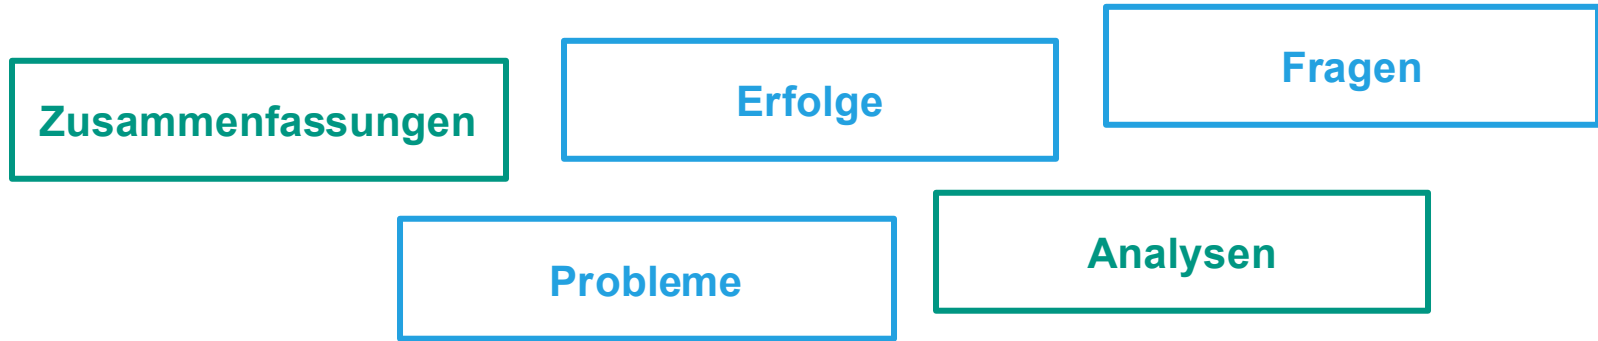 Zusammenfassungen
Erfolge
Fragen
Probleme
Analysen